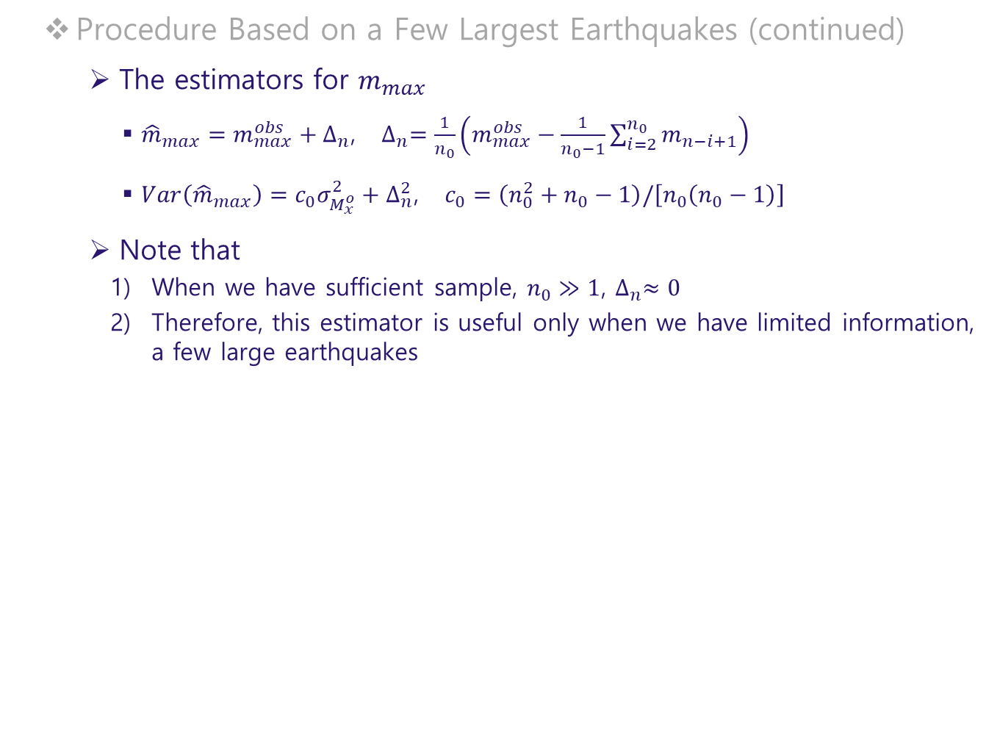 ❖ Procedure Based on a Few Largest Earthquakes (continued)
➢ The estimators for $m_{max}$
▪ $\hat{m}_{max} = m_{max}^{obs} + \Delta_n, \quad \Delta_n = \frac{1}{n_0}\left(m_{max}^{obs} - \frac{1}{n_0-1}\sum_{i=2}^{n_0} m_{n-i+1}\right)$
▪ $Var(\hat{m}_{max}) = c_0\sigma_{M_x^o}^2 + \Delta_n^2, \quad c_0 = (n_0^2 + n_0 - 1)/[n_0(n_0 - 1)]$
➢ Note that
1) When we have sufficient sample, $n_0 \gg 1$, $\Delta_n \approx 0$
2) Therefore, this estimator is useful only when we have limited information,
a few large earthquakes